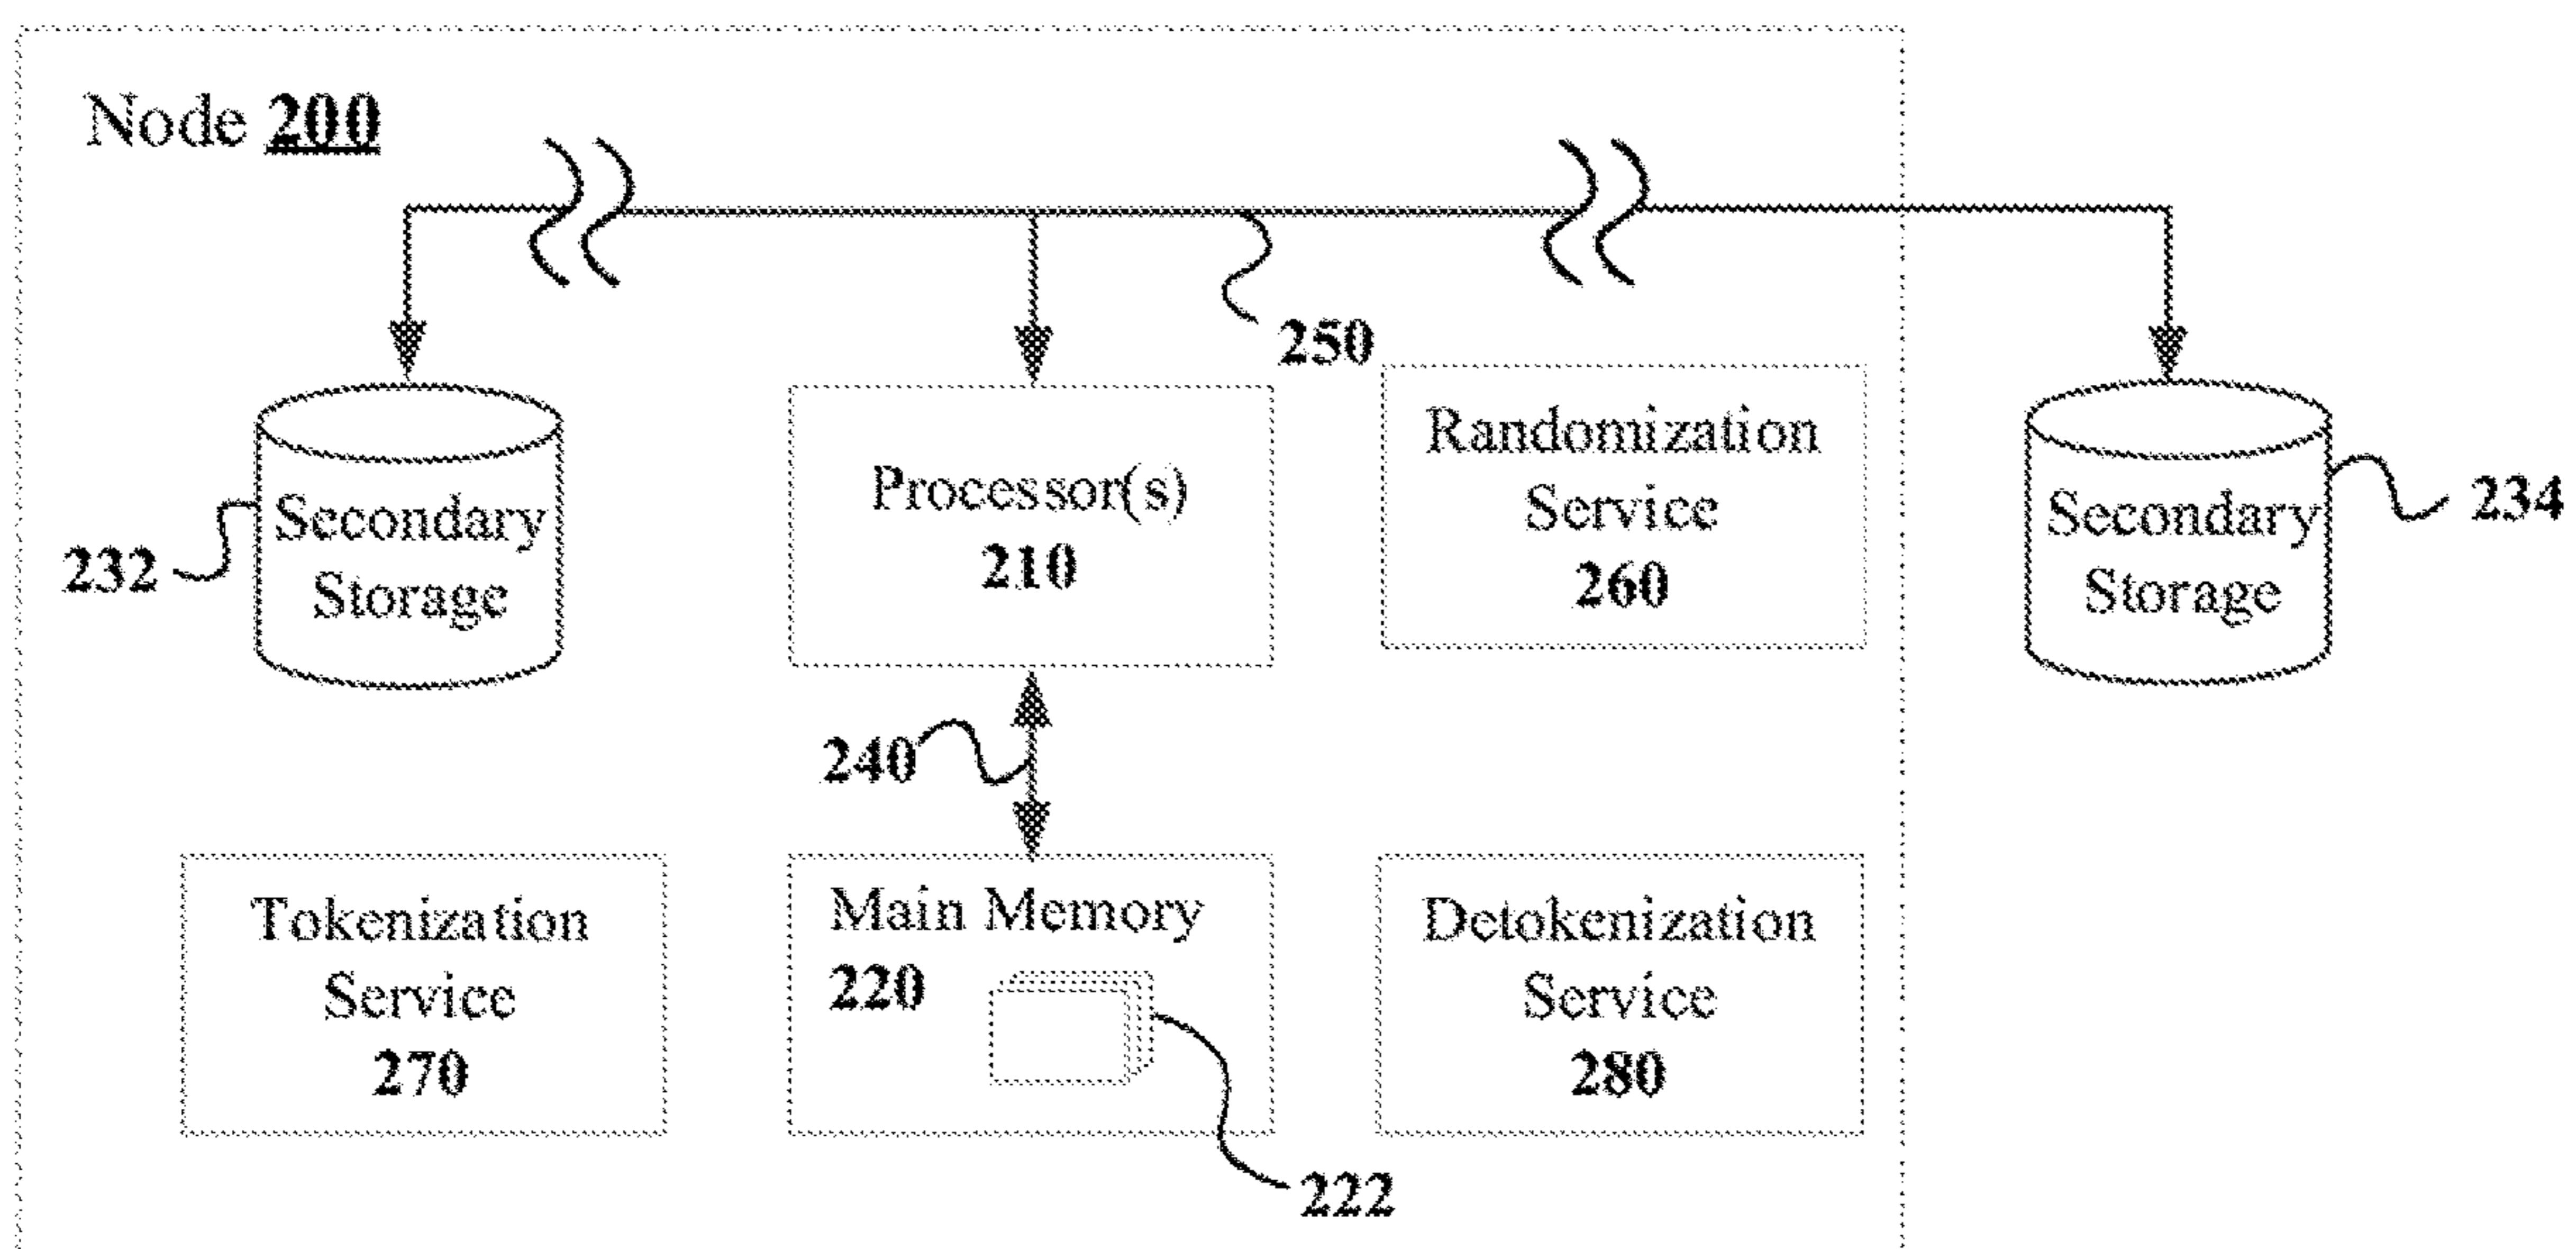 Node 200
250
Secondary
Storage
232
Processor(s)
210
Randomization
Service
260
Secondary
Storage
234
240
Tokenization
Service
270
Main Memory
220
222
Detokenization
Service
280